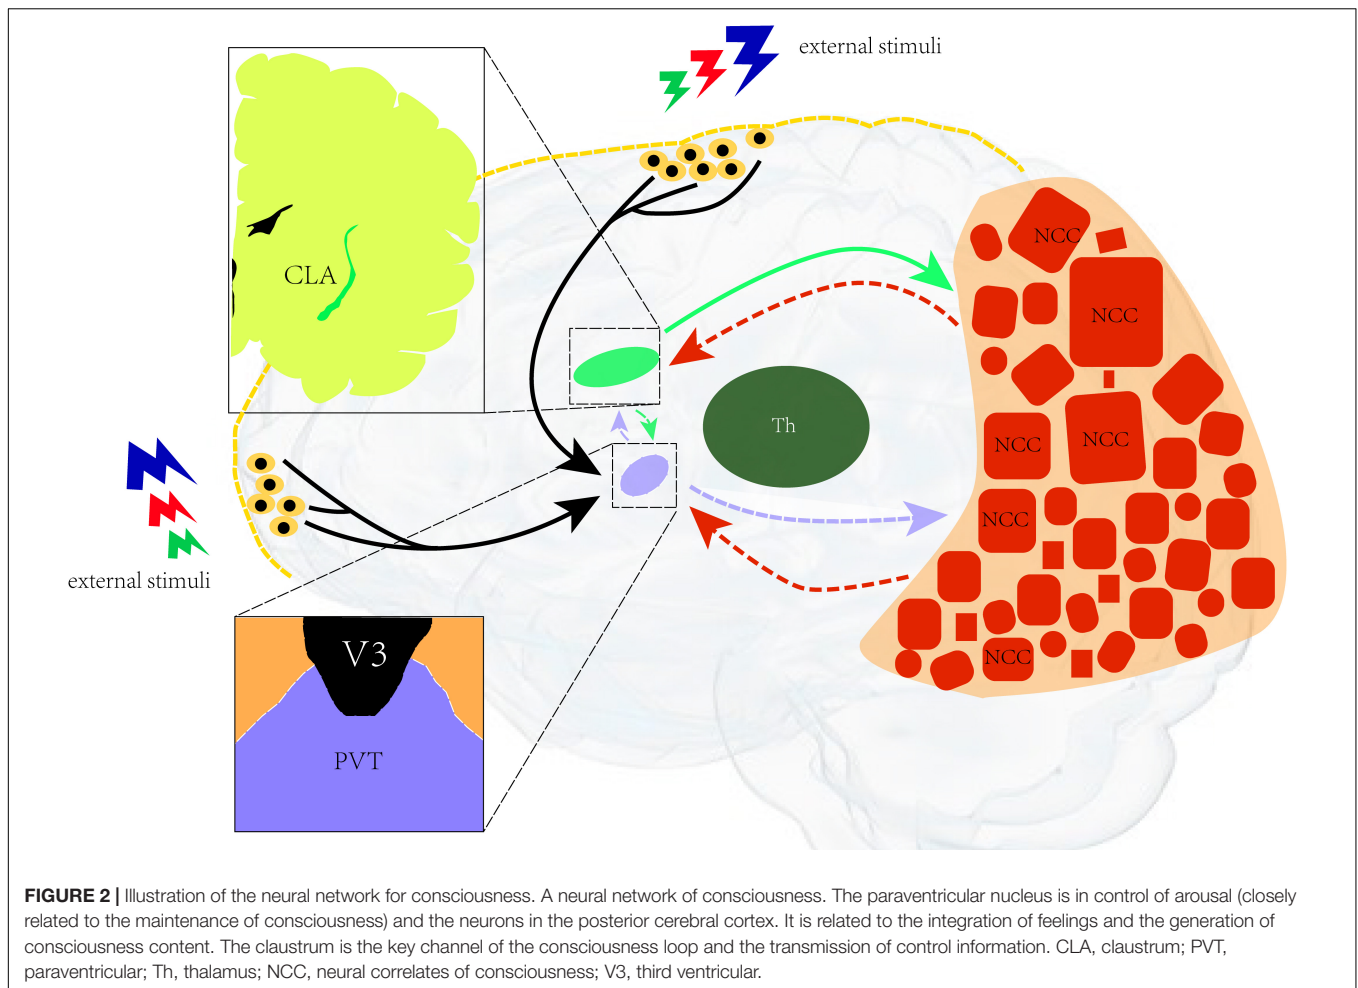 external stimuli
NCC
CLA
NCC
Th
NCC
NCC
NCC
external stimuli
V3
NCC
PVT
FIGURE 2 | Illustration of the neural network for consciousness. A neural network of consciousness. The paraventricular nucleus is in control of arousal (closely
related to the maintenance of consciousness) and the neurons in the posterior cerebral cortex. It is related to the integration of feelings and the generation of
consciousness content. The claustrum is the key channel of the consciousness loop and the transmission of control information. CLA, claustrum; PVT,
paraventricular; Th, thalamus; NCC, neural correlates of consciousness; V3, third ventricular.